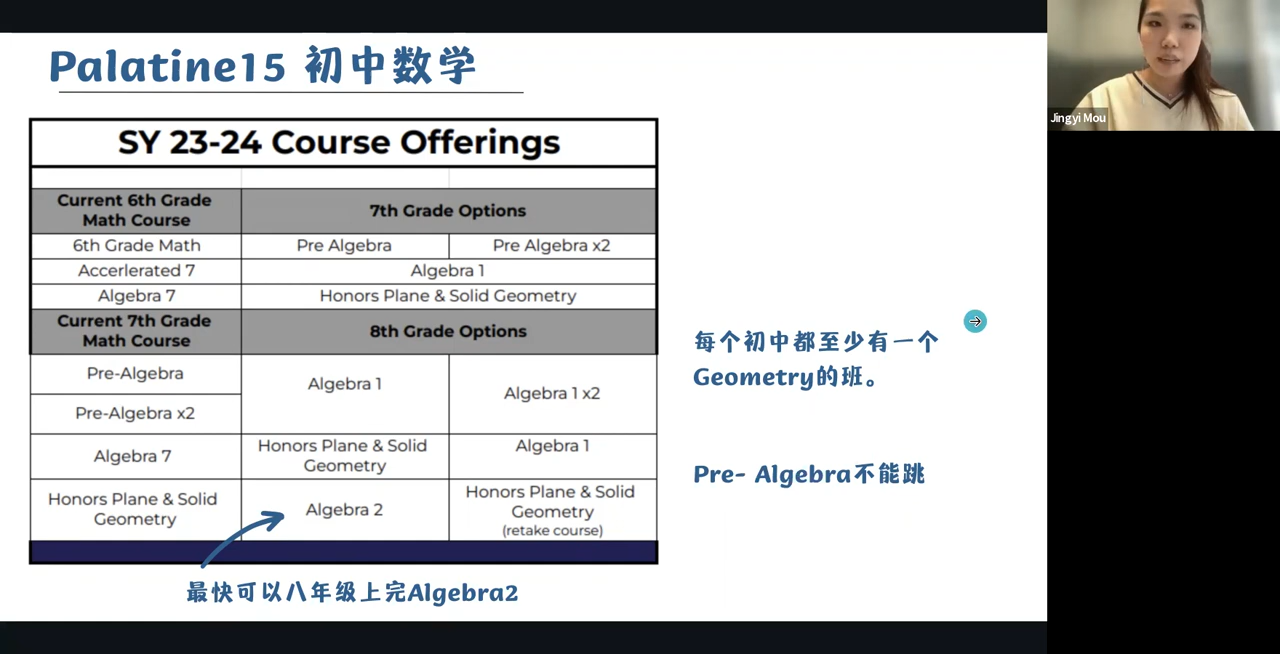 Palatine15 初中数学
Jingyi Mou
SY 23-24 Course Offerings
Current 6th Grade
Math Course
7th Grade Options
6th Grade Math
Pre Algebra
Pre Algebra x2
Accerlerated 7
Algebra 1
Algebra 7
Honors Plane & Solid Geometry
Current 7th Grade
Math Course
8th Grade Options
Pre-Algebra
Pre-Algebra x2
Algebra 1
Algebra 1 x2
Algebra 7
Honors Plane & Solid
Geometry
Algebra 1
Honors Plane & Solid
Geometry
Algebra 2
Honors Plane & Solid
Geometry
(retake course)
每个初中都至少有一个
Geometry的班。
Pre- Algebra不能跳
最快可以八年级上完Algebra2